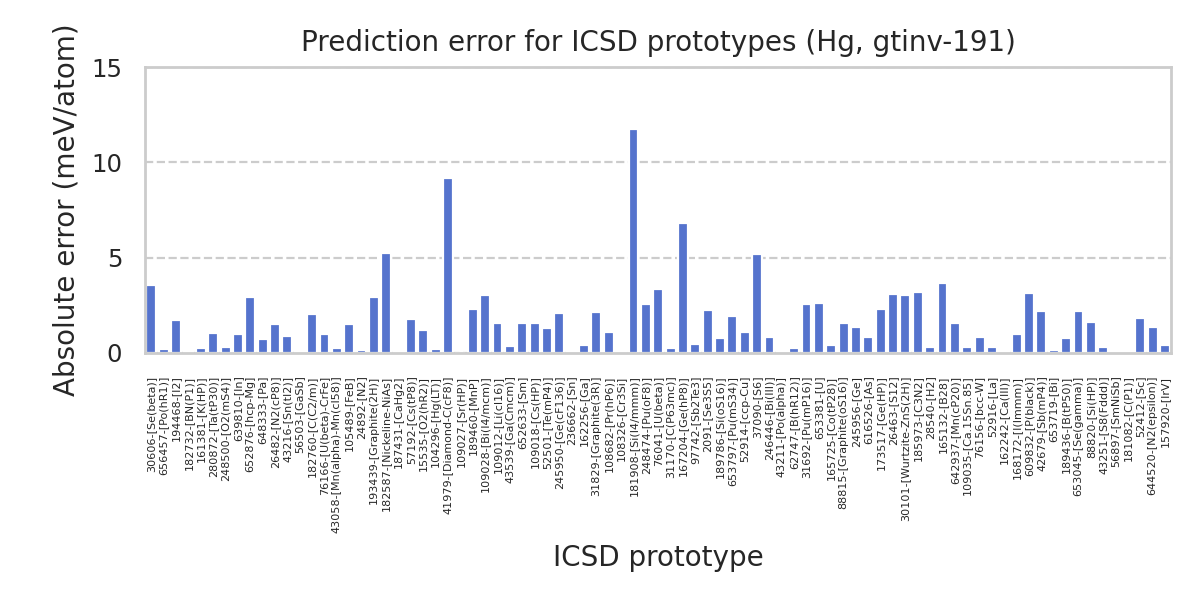 Prediction error for ICSD prototypes (Hg, gtinv-191)
Absolute error (meV/atom)
15
10
5
0
30606-[Se(beta)]
656457-[Po(hR1)]
194468-[I2]
182732-[BN(P1)]
161381-[K(HP)]
280872-[Ta(tP30)]
248500-[O2(mS4)]
639810-[In]
652876-[hcp-Mg]
648333-[Pa]
26482-[N2(cP8)]
43216-[Sn(tI2)]
56503-[GaSb]
182760-[C(C2/m)]
76166-[U(beta)-CrFe]
43058-[Mn(alpha)-Mn(cI58)]
105489-[FeB]
24892-[N2]
193439-[Graphite(2H)]
182587-[Nickeline-NiAs]
187431-[CaHg2]
57192-[Cs(tP8)]
15535-[O2(hR2)]
104296-[Hg(LT)]
41979-[Diamond-C(cF8)]
109027-[Sr(HP)]
189460-[MnP]
109028-[Bi(I4/mcm)]
109012-[Li(cI16)]
43539-[Ga(Cmcm)]
652633-[Sm]
109018-[Cs(HP)]
52501-[Te(mP4)]
245950-[Ge(cF136)]
236662-[Sn]
162256-[Ga]
31829-[Graphite(3R)]
108682-[Pr(hP6)]
108326-[Cr3Si]
181908-[Si(I4/mmm)]
248474-[Pu(oF8)]
76041-[U(beta)]
31170-[C(P63mc)]
167204-[Ge(hP8)]
97742-[Sb2Te3]
2091-[Se3S5]
189786-[Si(oS16)]
653797-[Pu(mS34)]
52914-[ccp-Cu]
37090-[S6]
246446-[Bi(III)]
43211-[Po(alpha)]
62747-[B(hR12)]
31692-[Pu(mP16)]
653381-[U]
165725-[Co(tP28)]
88815-[Graphite(oS16)]
245956-[Ge]
616526-[As]
173517-[Ge(HP)]
26463-[S12]
30101-[Wurtzite-ZnS(2H)]
185973-[C3N2]
28540-[H2]
165132-[B28]
642937-[Mn(cP20)]
109035-[Ca.15Sn.85]
76156-[bcc-W]
52916-[La]
162242-[Ca(III)]
168172-[I(Immm)]
609832-[P(black)]
42679-[Sb(mP4)]
653719-[Bi]
189436-[B(tP50)]
653045-[Se(gamma)]
88820-[Si(HP)]
43251-[S8(Fddd)]
56897-[SmNiSb]
181082-[C(P1)]
52412-[Sc]
644520-[N2(epsilon)]
157920-[IrV]
ICSD prototype